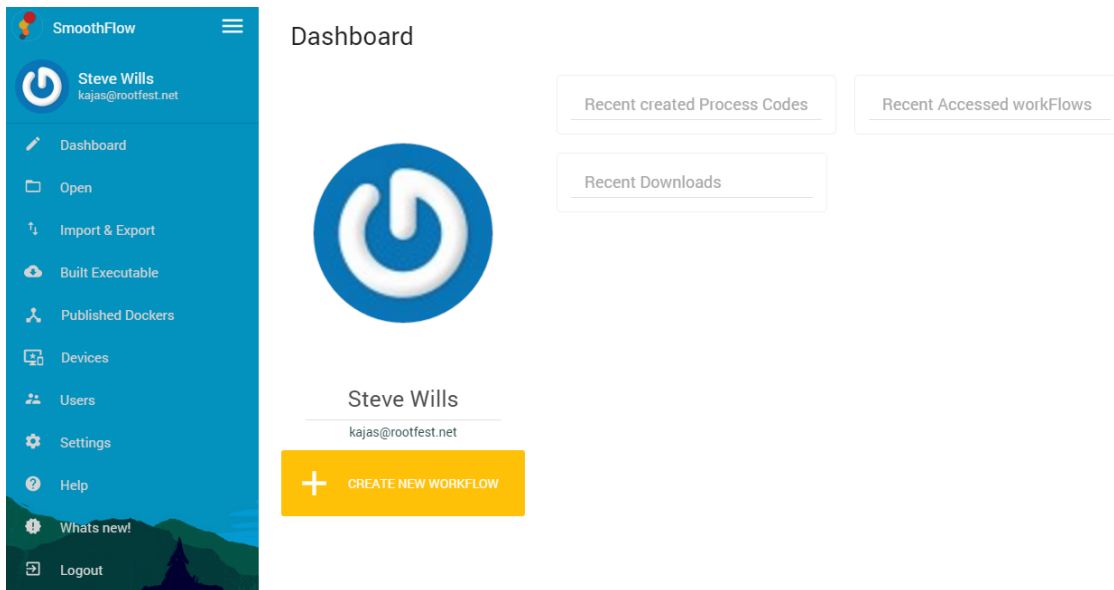 SmoothFlow
Steve Wills
kajas@rootfest.net
Dashboard
Open
Import & Export
Built Executable
Published Dockers
Devices
Users
Settings
Help
Whats new!
Logout
Dashboard
Steve Wills
kajas@rootfest.net
CREATE NEW WORKFLOW
Recent created Process Codes
Recent Accessed workFlows
Recent Downloads